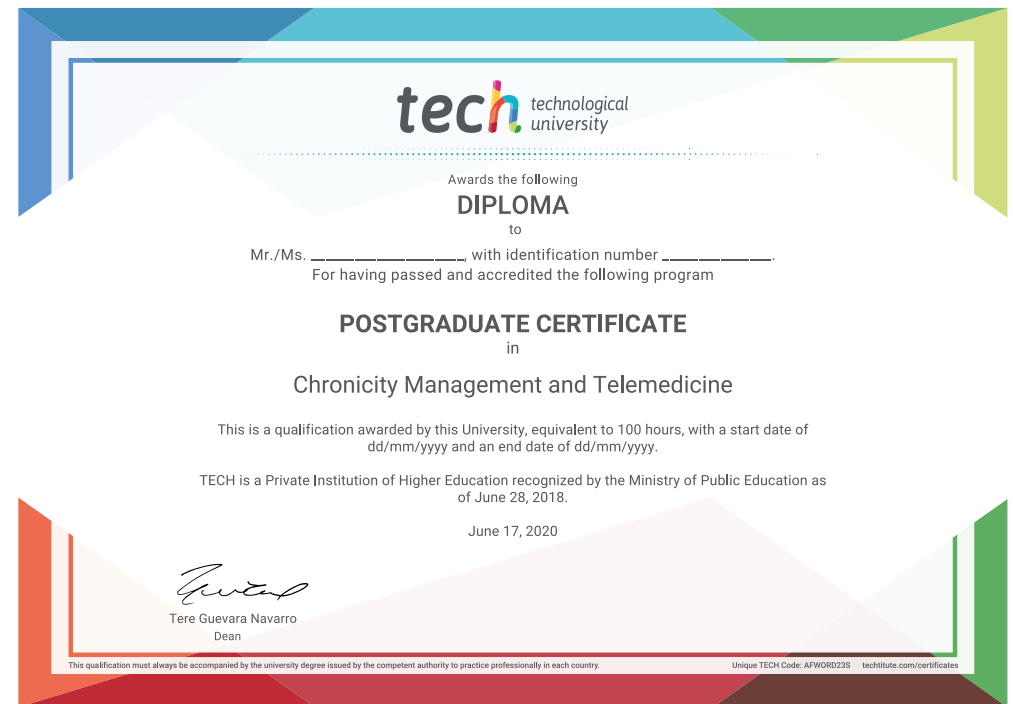 tech technological
university
Awards the following
DIPLOMA
to
Mr./Ms. _______________, with identification number ___________.
For having passed and accredited the following program
POSTGRADUATE CERTIFICATE
in
Chronicity Management and Telemedicine
This is a qualification awarded by this University, equivalent to 100 hours, with a start date of
dd/mm/yyyy and an end date of dd/mm/yyyy.
TECH is a Private Institution of Higher Education recognized by the Ministry of Public Education as
of June 28, 2018.
June 17, 2020
Tere Guevara Navarro
Dean
This qualification must always be accompanied by the university degree issued by the competent authority to practice professionally in each country.
Unique TECH Code: AFWORD23S techtitute.com/certificates